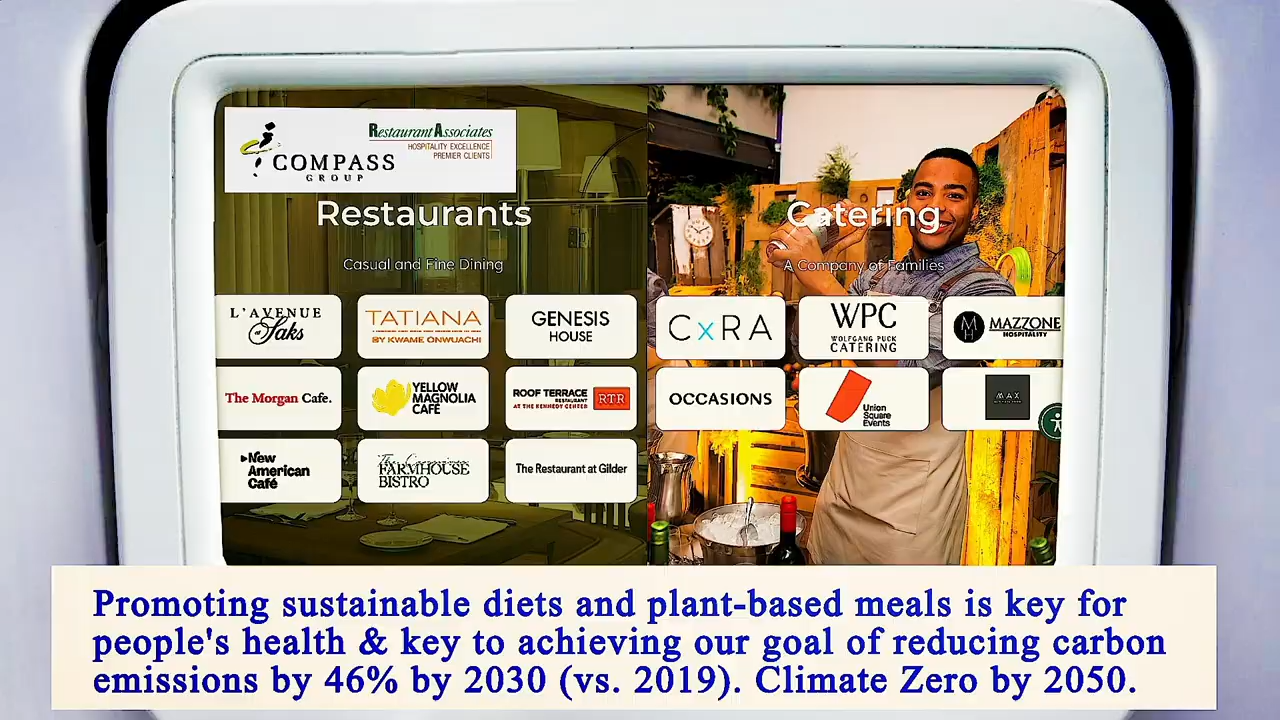 COMPASS
GROUP
Restaurant Associates
HOSPITALITY EXCELLENCE
PREMIER CLIENTS
Restaurants
Casual and Fine Dining
L'AVENUE
Saks
TATIANA
BY KWAME ONWUACHI
GENESIS
HOUSE
The Morgan Cafe.
YELLOW
MAGNOLIA
CAFÉ
ROOF TERRACE
RESTAURANT
AT THE KENNEDY CENTER
RTR
New
American
Café
FARMHOUSE
BISTRO
The Restaurant at Gilder
Catering
A Company of Families
CxRA
WPC
WOLFGANG PUCK
CATERING
MH
MAZZONE
HOSPITALITY
OCCASIONS
Union
Square
Events
MAX
Promoting sustainable diets and plant-based meals is key for
people's health & key to achieving our goal of reducing carbon
emissions by 46% by 2030 (vs. 2019). Climate Zero by 2050.